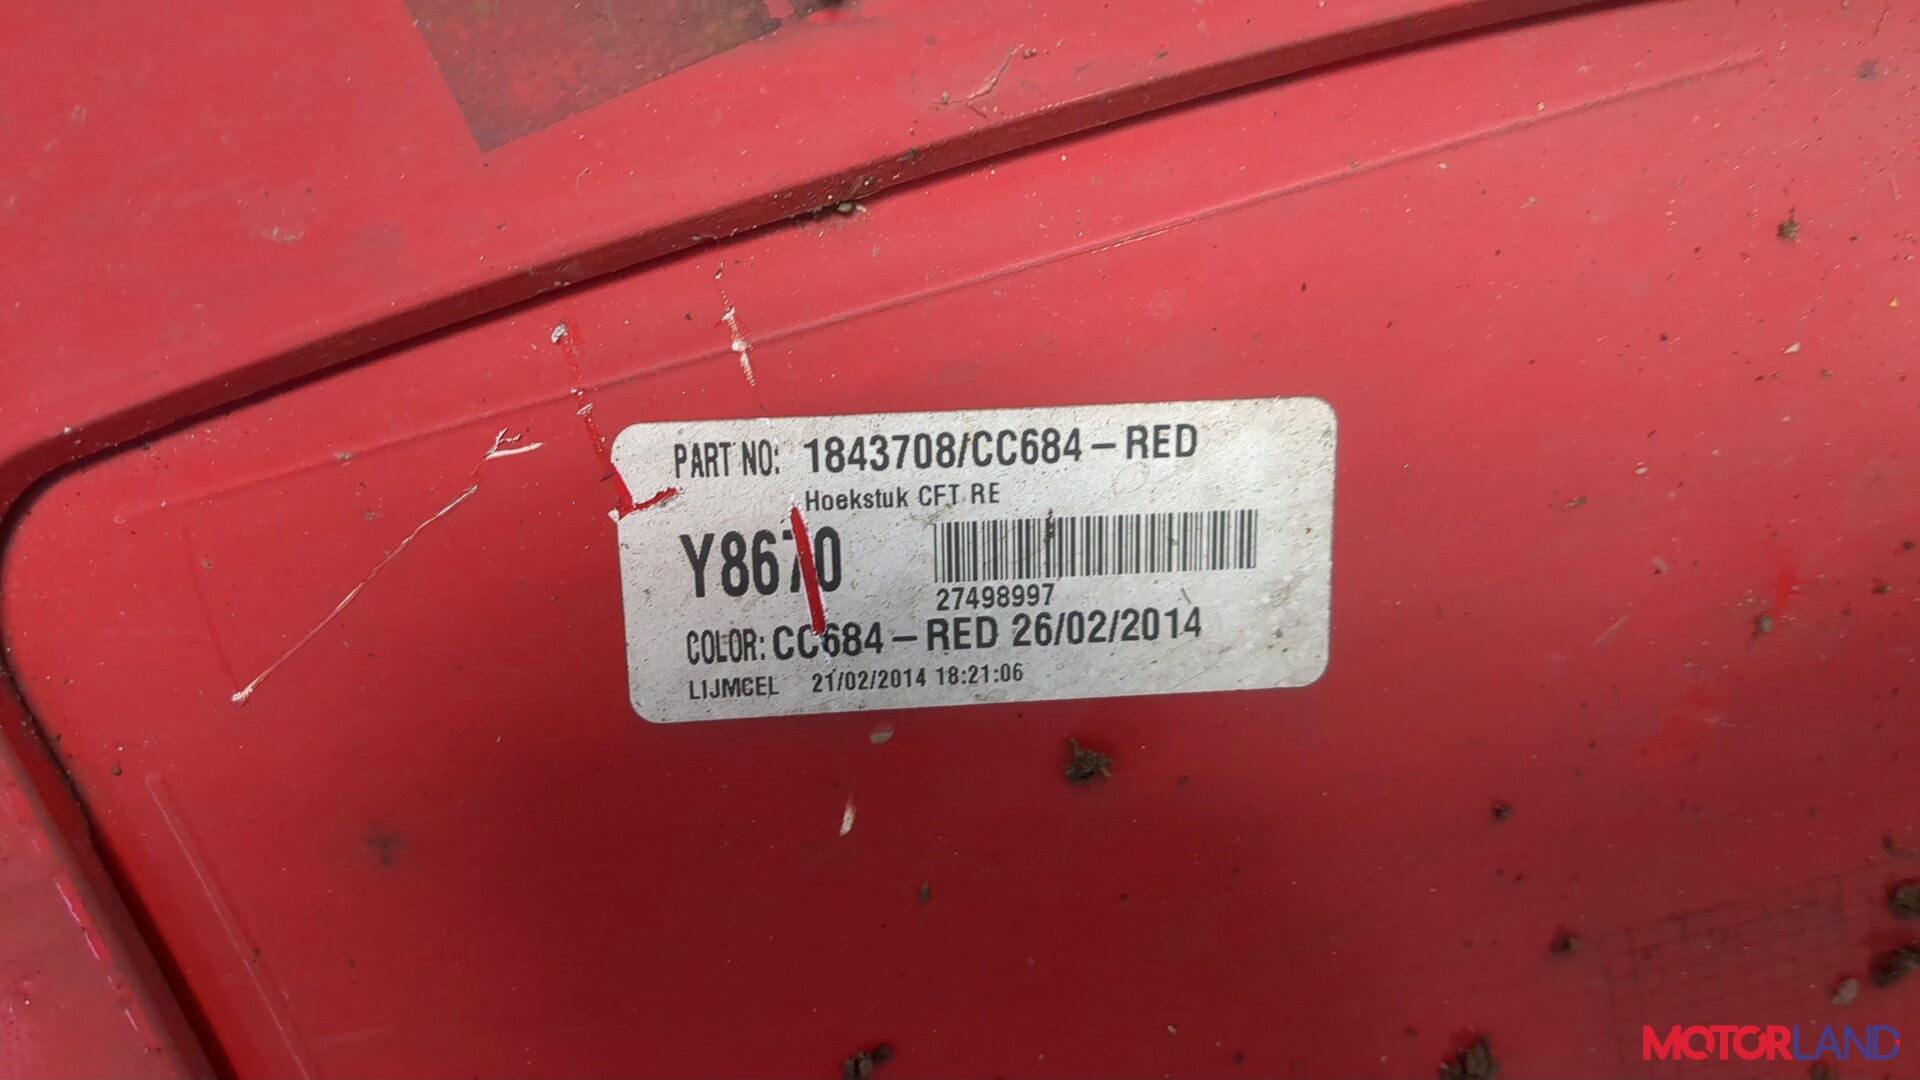 PART NO: 1843708/CC684-RED
Hoekstuk CFT RE
Y8670
27498997
COLOR: CC684-RED 26/02/2014
LIJMCEL 21/02/2014 18:21:06
MOTORLAND